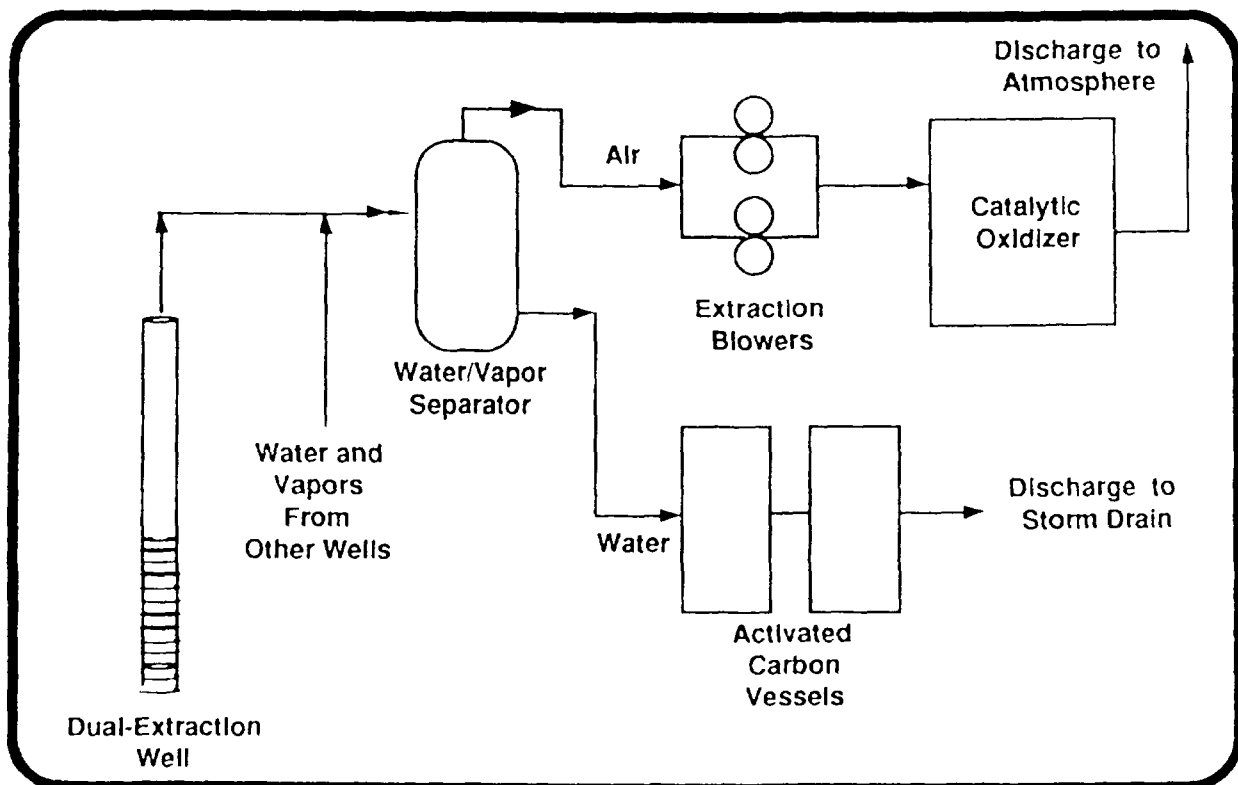 Discharge to
Atmosphere
Air
Catalytic
Oxidizer
Extraction
Blowers
Water/Vapor
Separator
Water and
Vapors
From
Other Wells
Discharge to
Storm Drain
Water
Activated
Carbon
Vessels
Dual-Extraction
Well